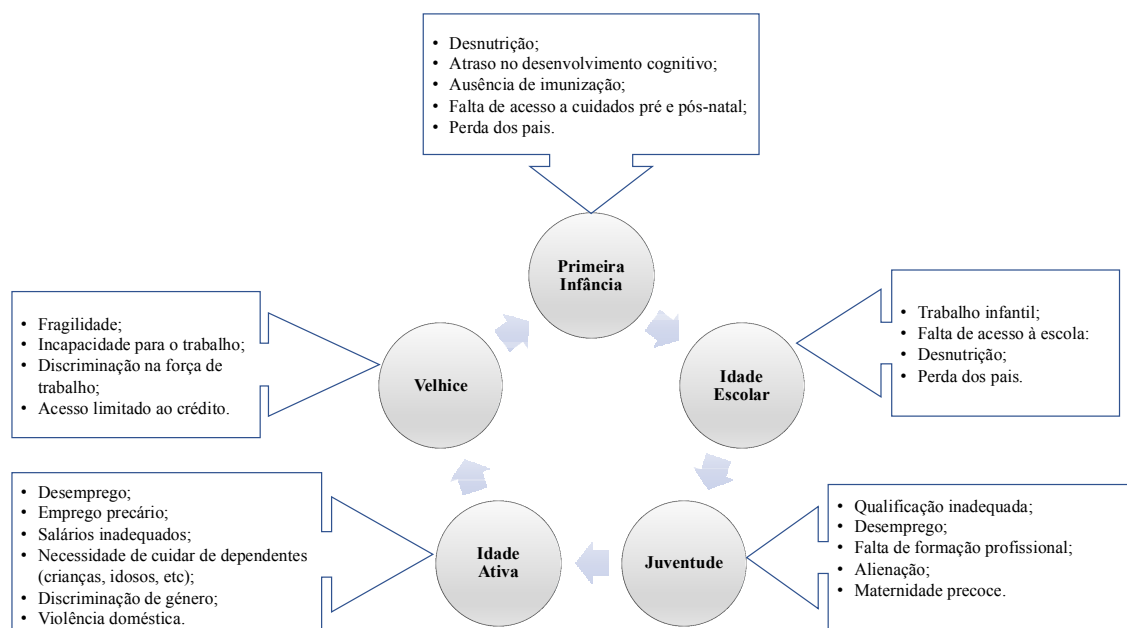 • Desnutrição;
• Atraso no desenvolvimento cognitivo;
• Ausência de imunização;
• Falta de acesso a cuidados pré e pós-natal;
• Perda dos pais.
Primeira
Infância
• Trabalho infantil;
• Falta de acesso à escola:
• Desnutrição;
• Perda dos pais.
Idade
Escolar
• Qualificação inadequada;
• Desemprego;
• Falta de formação profissional;
• Alienação;
• Maternidade precoce.
Juventude
• Desemprego;
• Emprego precário;
• Salários inadequados;
• Necessidade de cuidar de dependentes
(crianças, idosos, etc);
• Discriminação de género;
• Violência doméstica.
Idade
Ativa
• Fragilidade;
• Incapacidade para o trabalho;
• Discriminação na força de
trabalho;
• Acesso limitado ao crédito.
Velhice